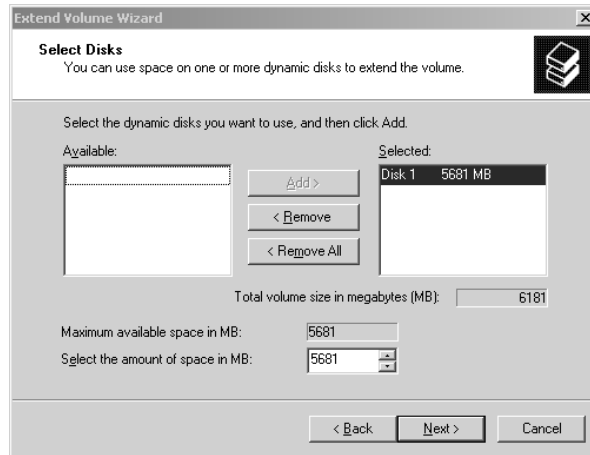 Extend Volume Wizard
Select Disks
You can use space on one or more dynamic disks to extend the volume.
Select the dynamic disks you want to use, and then click Add.
Available:
Selected:
Disk 1 5681 MB
Add >
< Remove
< Remove All
Total volume size in megabytes (MB): 6181
Maximum available space in MB: 5681
Select the amount of space in MB: 5681
< Back Next > Cancel